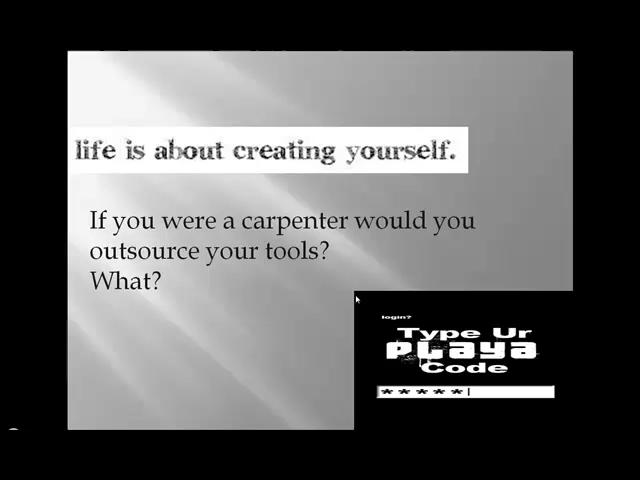 life is about creating yourself.
If you were a carpenter would you
outsource your tools?
What?
login?
Type Ur
PLAYA
Code
*****